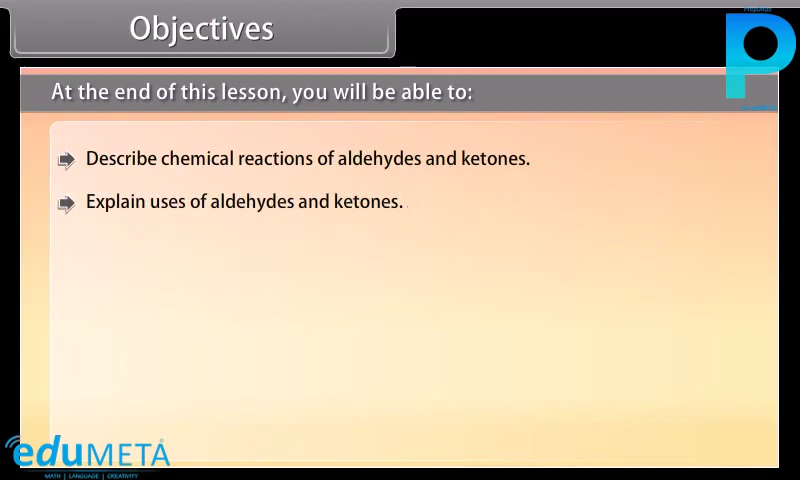 Objectives
At the end of this lesson, you will be able to:
Describe chemical reactions of aldehydes and ketones.
Explain uses of aldehydes and ketones.
P
eduMETA
MATH | LANGUAGE | CREATIVITY